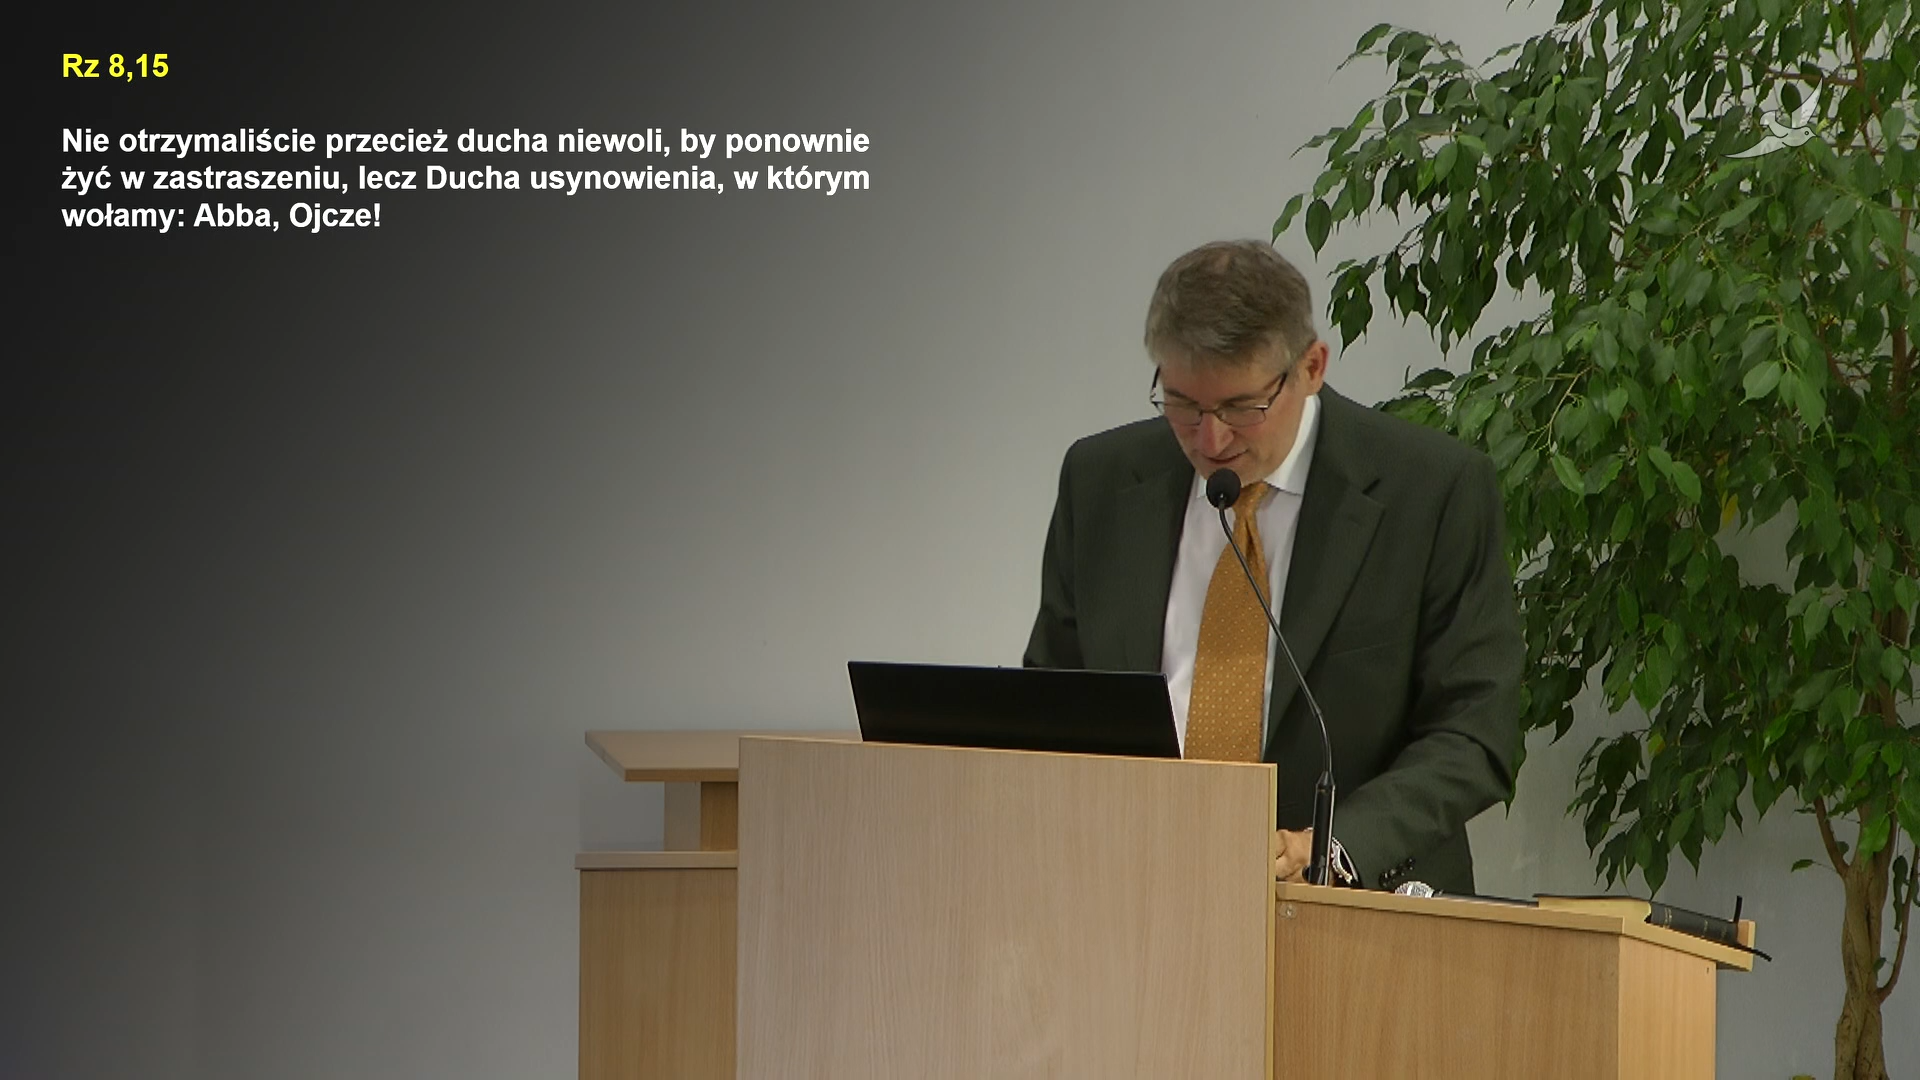 Rz 8,15
Nie otrzymaliście przecież ducha niewoli, by ponownie
żyć w zastraszeniu, lecz Ducha usynowienia, w którym
wołamy: Abba, Ojcze!